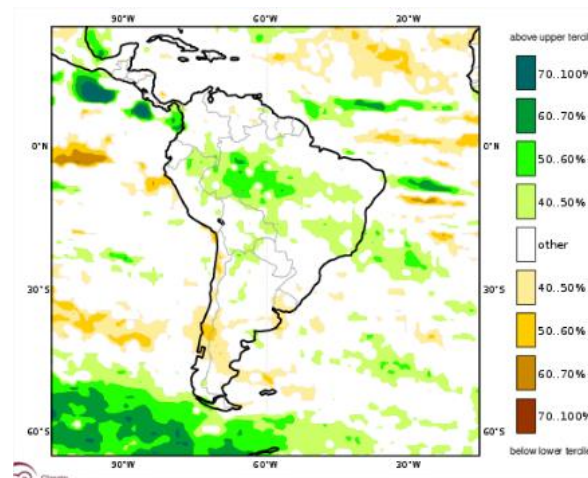 90°W 60°W 30°W
above upper tercil
70..100%
60..70%
50..60%
40..50%
other
40..50%
50..60%
60..70%
70..100%
below lower tercile
0°N 0°N
30°S 30°S
60°S 60°S
90°W 60°W 30°W